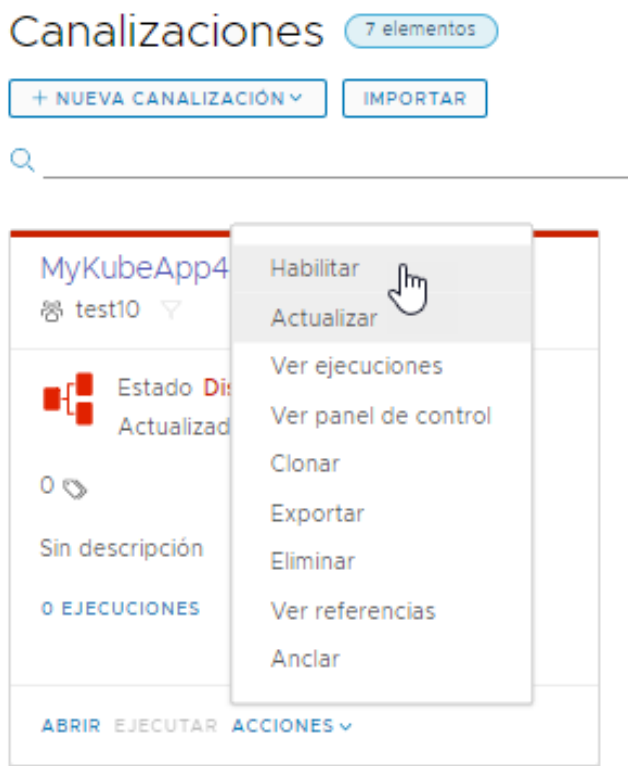 Canalizaciones 7 elementos
+ NUEVA CANALIZACIÓN IMPORTAR
MyKubeApp4
test10
Estado
Actualizad
0
Sin descripción
0 EJECUCIONES
Habilitar
Actualizar
Ver ejecuciones
Ver panel de control
Clonar
Exportar
Eliminar
Ver referencias
Anclar
ABRIR EJECUTAR ACCIONES